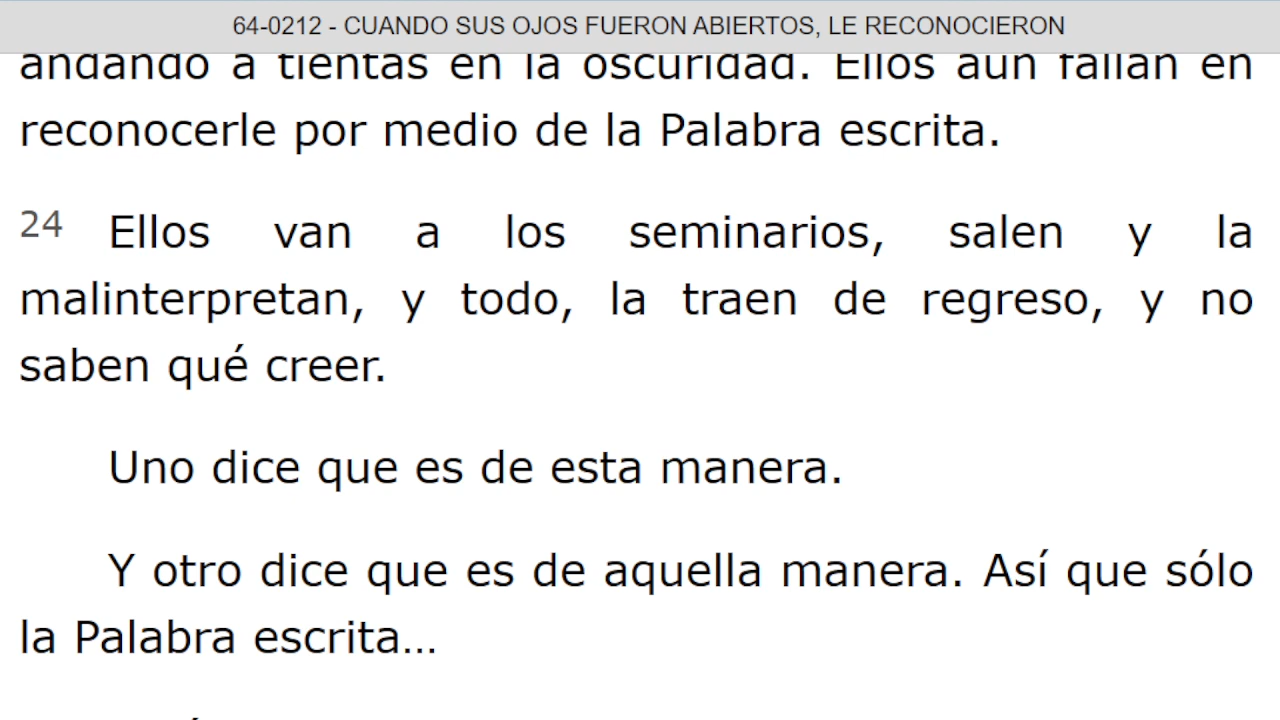 64-0212 - CUANDO SUS OJOS FUERON ABIERTOS, LE RECONOCIERON
andando a tientas en la oscuridad. Ellos aún fallan en
reconocerle por medio de la Palabra escrita.
24 Ellos van a los seminarios, salen y la
malinterpretan, y todo, la traen de regreso, y no
saben qué creer.
Uno dice que es de esta manera.
Y otro dice que es de aquella manera. Así que sólo
la Palabra escrita...